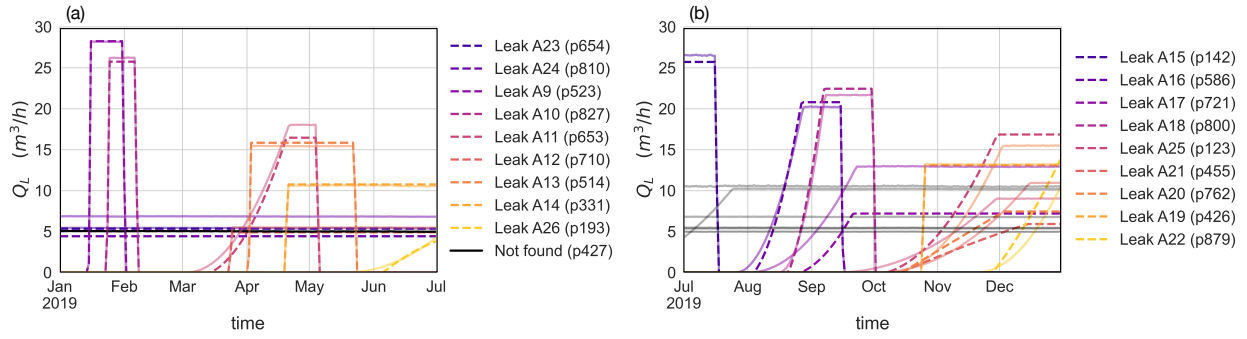 (a)
30
25
20
15
10
5
0
Q_L (m^3/h)
Jan
2019
Feb
Mar
Apr
May
Jun
Jul
time
Leak A23 (p654)
Leak A24 (p810)
Leak A9 (p523)
Leak A10 (p827)
Leak A11 (p653)
Leak A12 (p710)
Leak A13 (p514)
Leak A14 (p331)
Leak A26 (p193)
Not found (p427)
(b)
30
25
20
15
10
5
0
Q_L (m^3/h)
Jul
2019
Aug
Sep
Oct
Nov
Dec
time
Leak A15 (p142)
Leak A16 (p586)
Leak A17 (p721)
Leak A18 (p800)
Leak A25 (p123)
Leak A21 (p455)
Leak A20 (p762)
Leak A19 (p426)
Leak A22 (p879)